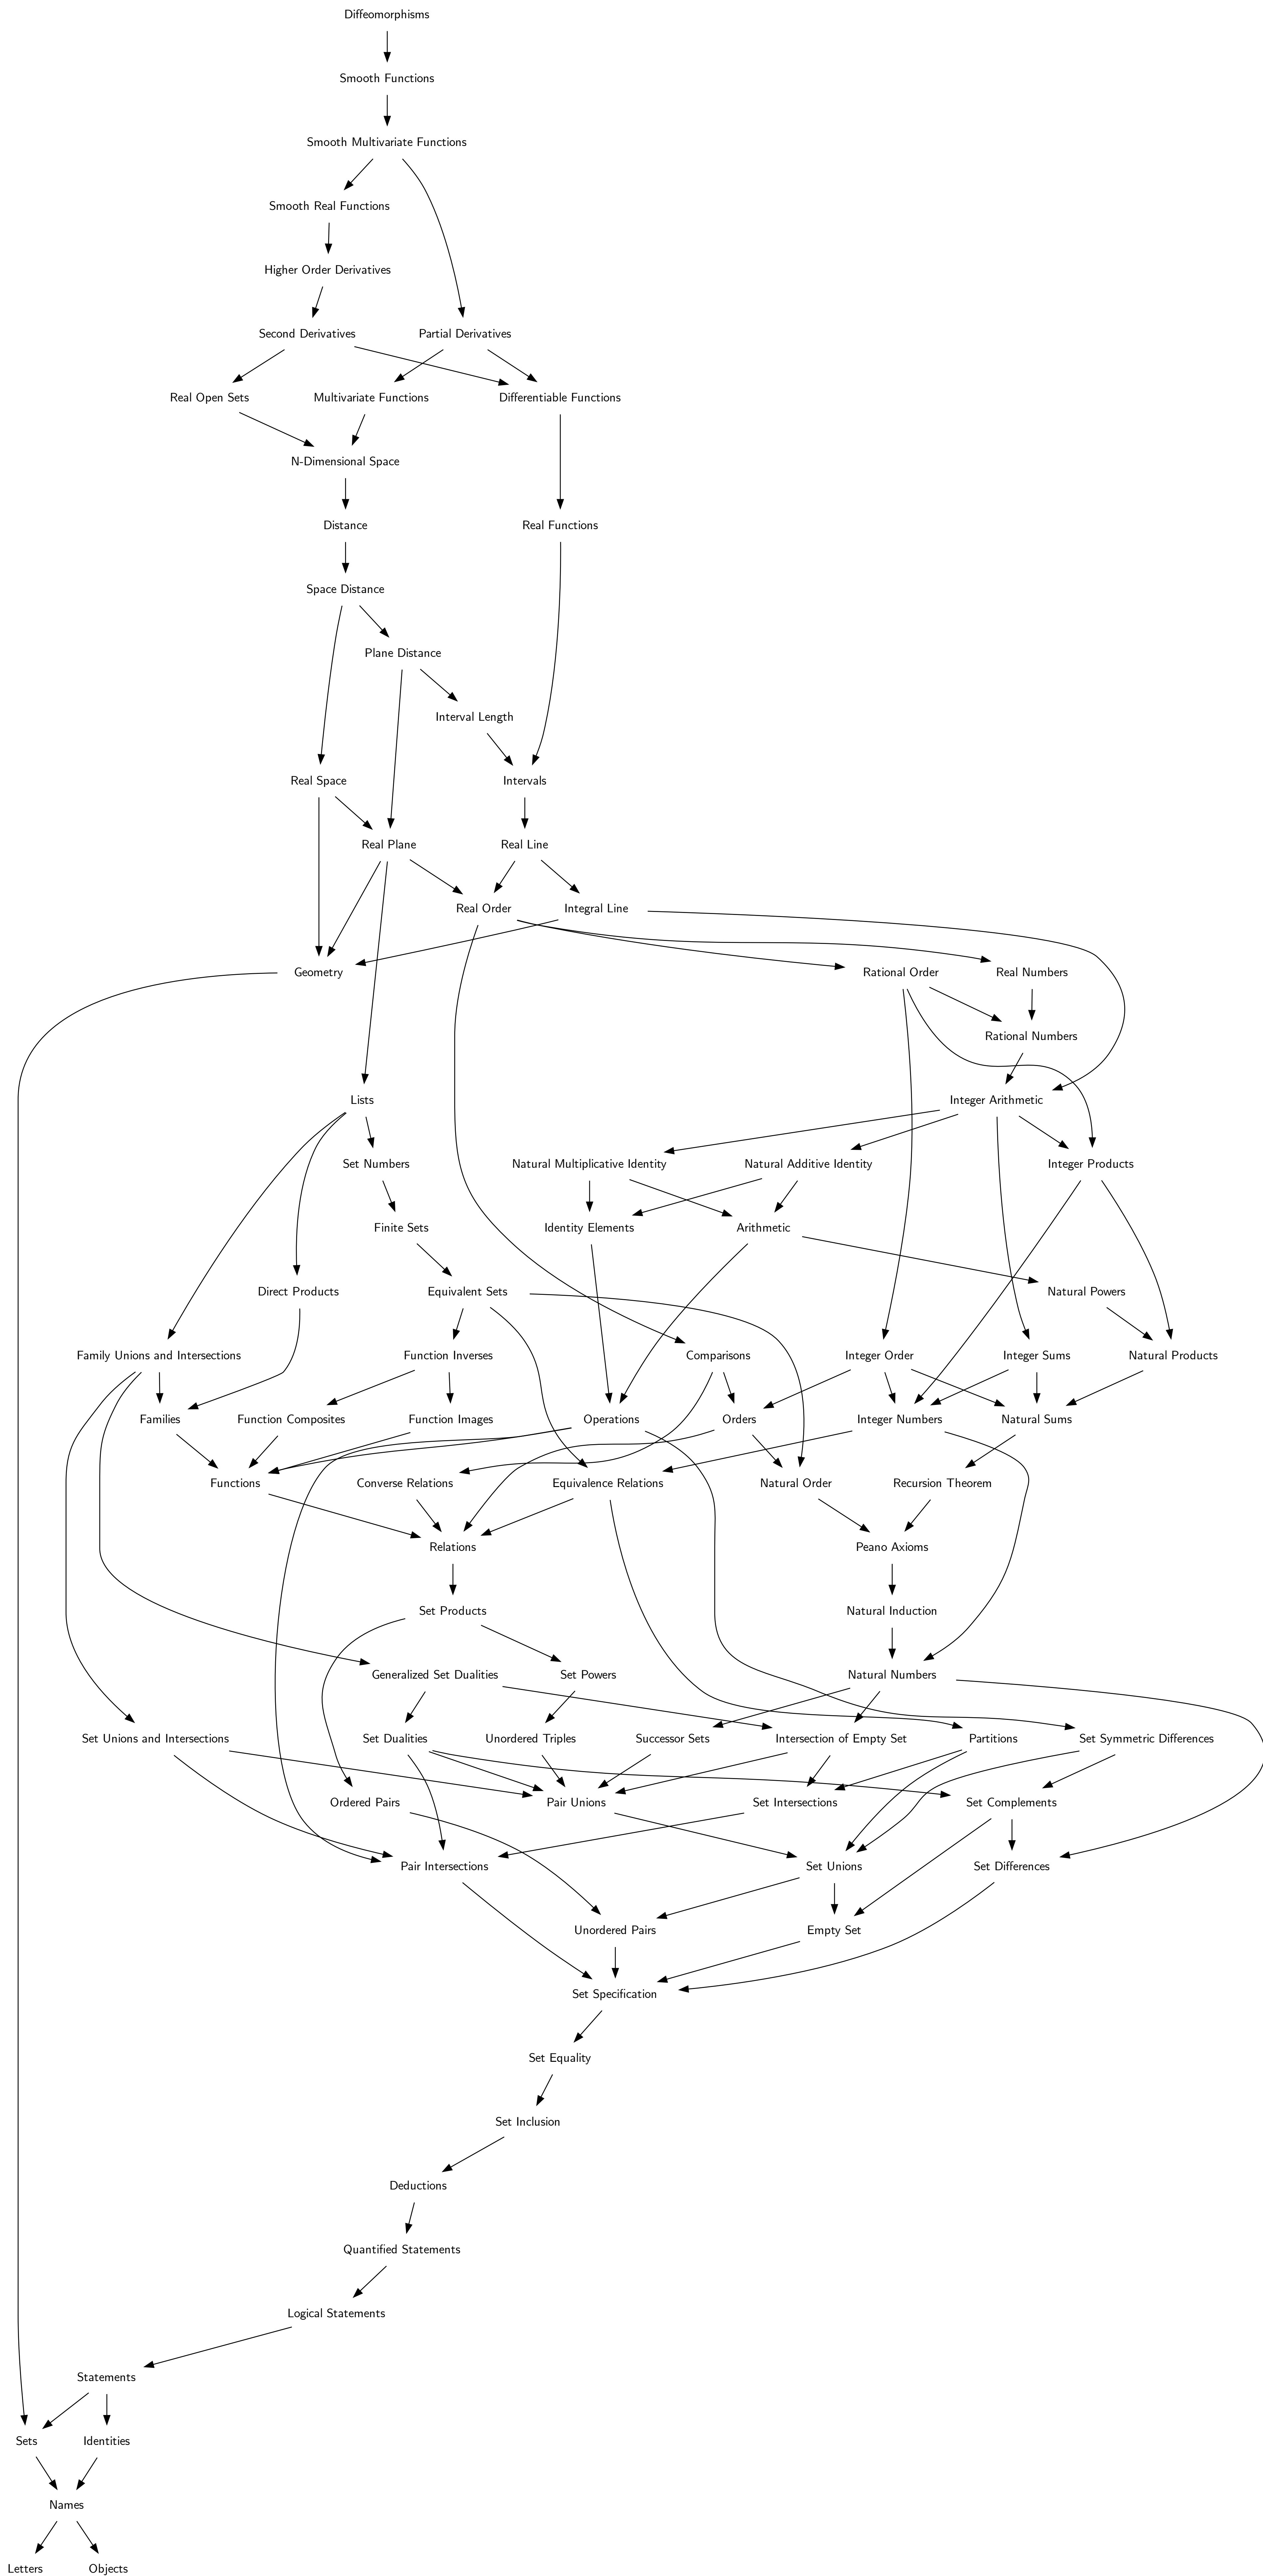 Diffeomorphisms
Smooth Functions
Smooth Multivariate Functions
Smooth Real Functions
Higher Order Derivatives
Second Derivatives
Partial Derivatives
Real Open Sets
Multivariate Functions
Differentiable Functions
N-Dimensional Space
Distance
Real Functions
Space Distance
Plane Distance
Interval Length
Real Space
Intervals
Real Plane
Real Line
Real Order
Integral Line
Geometry
Rational Order
Real Numbers
Rational Numbers
Lists
Integer Arithmetic
Set Numbers
Natural Multiplicative Identity
Natural Additive Identity
Integer Products
Finite Sets
Identity Elements
Arithmetic
Direct Products
Equivalent Sets
Natural Powers
Family Unions and Intersections
Function Inverses
Comparisons
Integer Order
Integer Sums
Natural Products
Families
Function Composites
Function Images
Operations
Orders
Integer Numbers
Natural Sums
Functions
Converse Relations
Equivalence Relations
Natural Order
Recursion Theorem
Relations
Peano Axioms
Set Products
Natural Induction
Generalized Set Dualities
Set Powers
Natural Numbers
Set Unions and Intersections
Set Dualities
Unordered Triples
Successor Sets
Intersection of Empty Set
Partitions
Set Symmetric Differences
Ordered Pairs
Pair Unions
Set Intersections
Set Complements
Pair Intersections
Set Unions
Set Differences
Unordered Pairs
Empty Set
Set Specification
Set Equality
Set Inclusion
Deductions
Quantified Statements
Logical Statements
Statements
Sets
Identities
Names
Letters
Objects